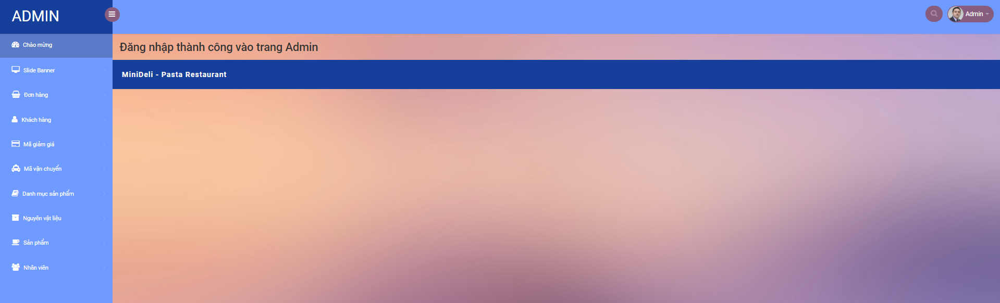 ADMIN
Admin
Chào mừng
Slide Banner
Đơn hàng
Khách hàng
Mã giảm giá
Mã vận chuyển
Danh mục sản phẩm
Nguyên vật liệu
Sản phẩm
Nhân viên
Đăng nhập thành công vào trang Admin
MiniDeli - Pasta Restaurant